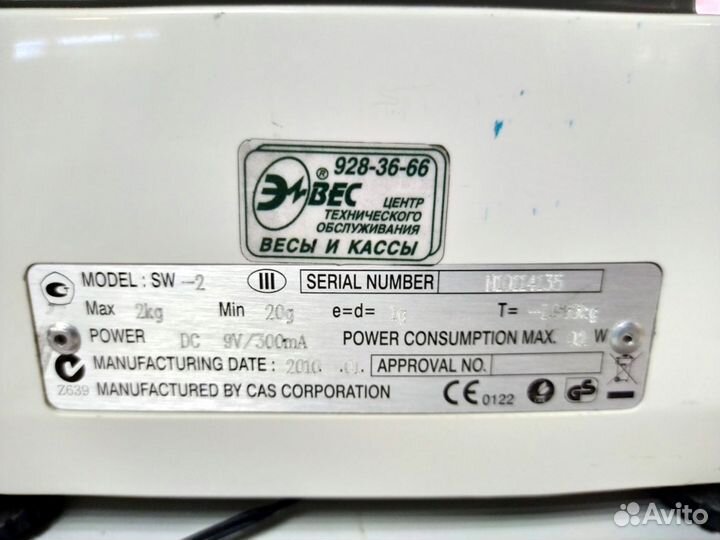 928-36-66
ЭЛВЕС ®
ЦЕНТР
ТЕХНИЧЕСКОГО
ОБСЛУЖИВАНИЯ
ВЕСЫ И КАССЫ
MODEL : SW -2 III SERIAL NUMBER
Max 2kg Min 20g e=d= 1g T=
POWER DC 9V/300mA POWER CONSUMPTION MAX. W
MANUFACTURING DATE : 2010. APPROVAL NO.
Z639 MANUFACTURED BY CAS CORPORATION CE 0122 GS
Avito